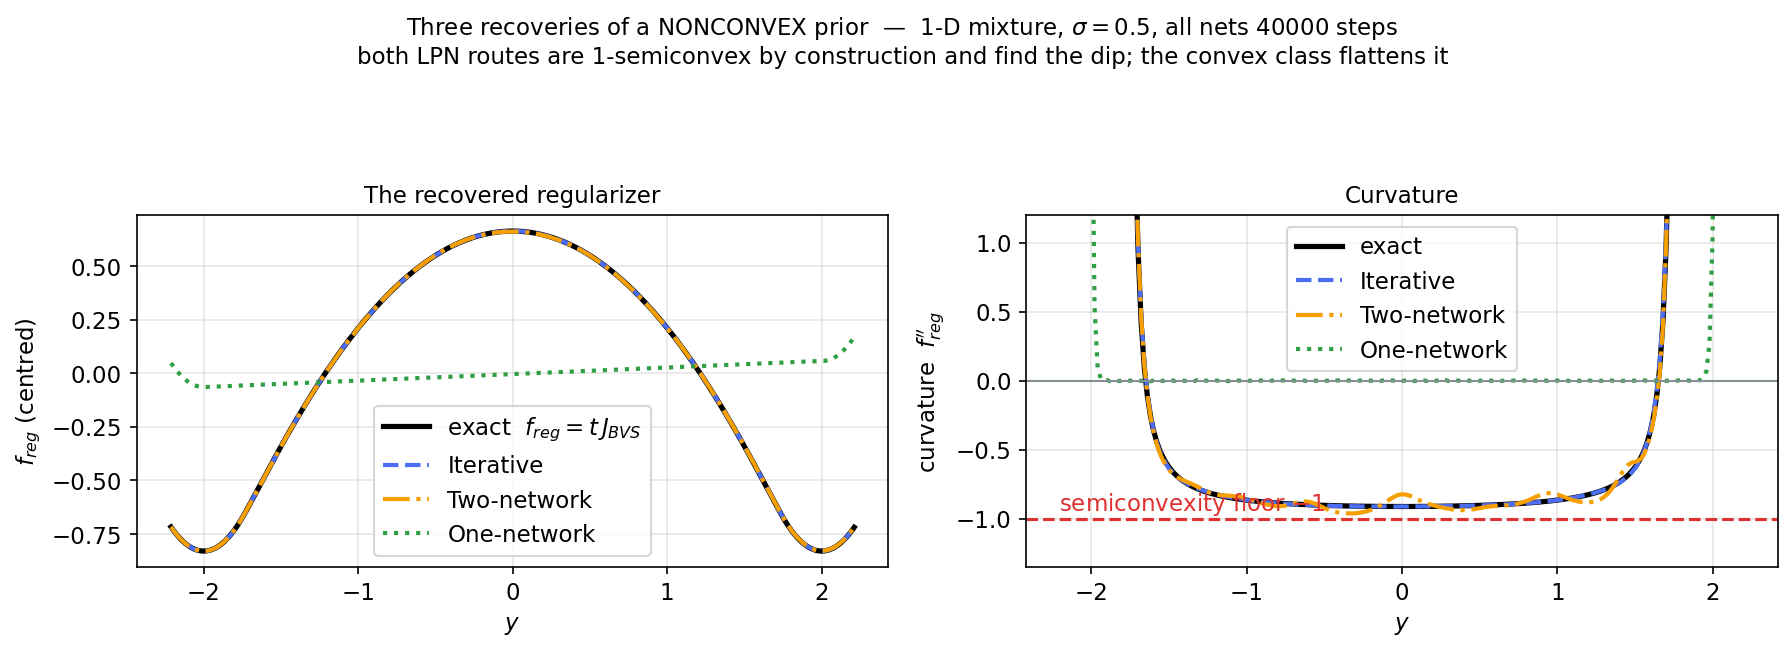 Three recoveries of a NONCONVEX prior — 1-D mixture, σ = 0.5, all nets 40000 steps
both LPN routes are 1-semiconvex by construction and find the dip; the convex class flattens it
The recovered regularizer
f_reg (centred)
0.50
0.25
0.00
−0.25
−0.50
−0.75
exact f_reg = t J_BVS
Iterative
Two-network
One-network
−2
−1
0
1
2
y
Curvature
curvature f″_reg
1.0
0.5
0.0
−0.5
−1.0
exact
Iterative
Two-network
One-network
semiconvexity floor −1
−2
−1
0
1
2
y